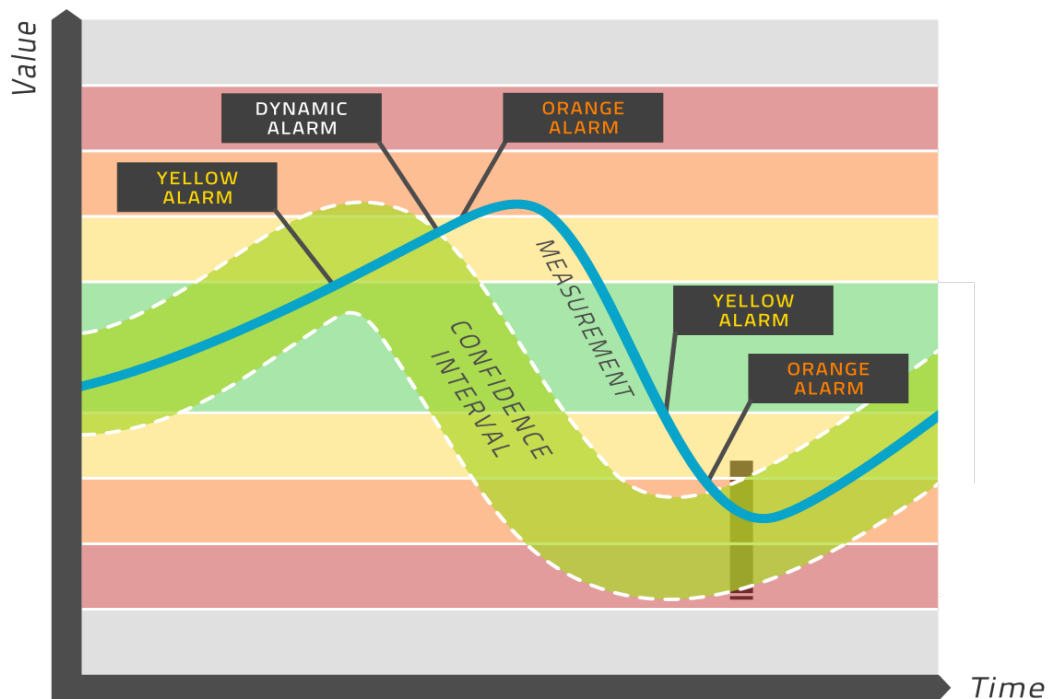 Value
DYNAMIC
ALARM
ORANGE
ALARM
YELLOW
ALARM
MEASUREMENT
CONFIDENCE
INTERVAL
YELLOW
ALARM
ORANGE
ALARM
Time